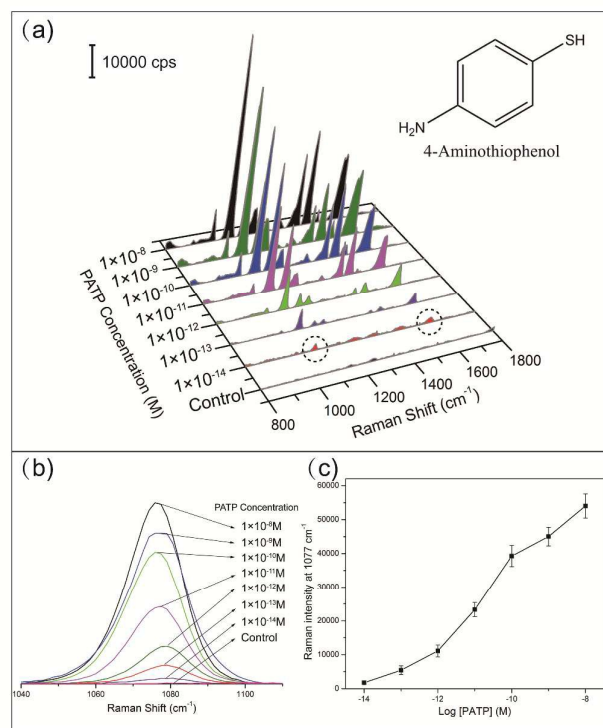 (a)
10000 cps
SH
H₂N
4-Aminothiophenol
1×10⁻⁸
1×10⁻⁹
1×10⁻¹⁰
1×10⁻¹¹
1×10⁻¹²
1×10⁻¹³
1×10⁻¹⁴
Control
PATP Concentration (M)
800
1000
1200
1400
1600
1800
Raman Shift (cm⁻¹)
(b)
PATP Concentration
1×10⁻⁸M
1×10⁻⁹M
1×10⁻¹⁰M
1×10⁻¹¹M
1×10⁻¹²M
1×10⁻¹³M
1×10⁻¹⁴M
Control
1040 1060 1080 1100
Raman Shift (cm⁻¹)
(c)
60000
50000
40000
30000
20000
10000
0
Raman intensity at 1077 cm⁻¹
-14 -13 -12 -11 -10 -9 -8
Log [PATP] (M)